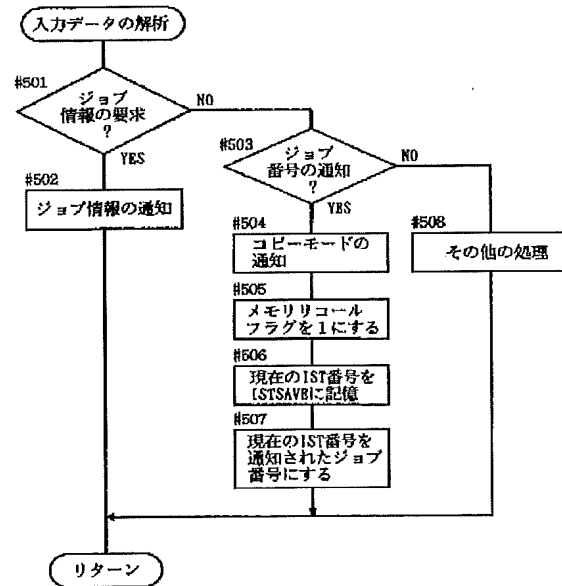 入力データの解析
#501
ジョブ
情報の要求
?
NO
YES
#502
ジョブ情報の通知
#503
ジョブ
番号の通知
?
NO
YES
#504
コピーモードの
通知
#505
メモリリコール
フラグを1にする
#506
現在のIST番号を
ISTSAVEに記憶
#507
現在のIST番号を
通知されたジョブ
番号にする
#508
その他の処理
リターン